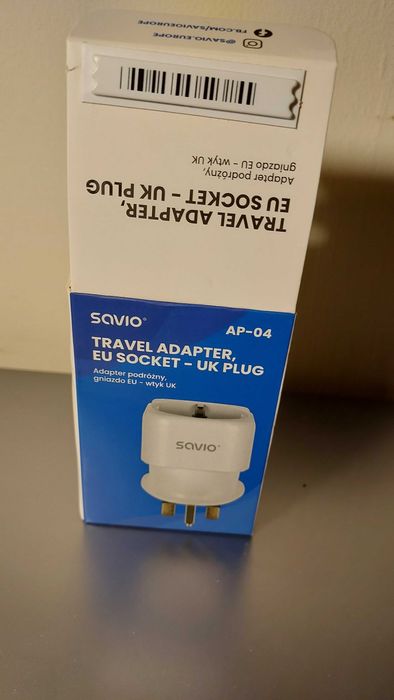 FB.COM/SAVIOEUROPE
@SAVIO.EUROPE
TRAVEL ADAPTER,
EU SOCKET – UK PLUG
Adapter podróżny,
gniazdo EU – wtyk UK
SAVIO®
AP-04
TRAVEL ADAPTER,
EU SOCKET – UK PLUG
Adapter podróżny,
gniazdo EU - wtyk UK
SAVIO®